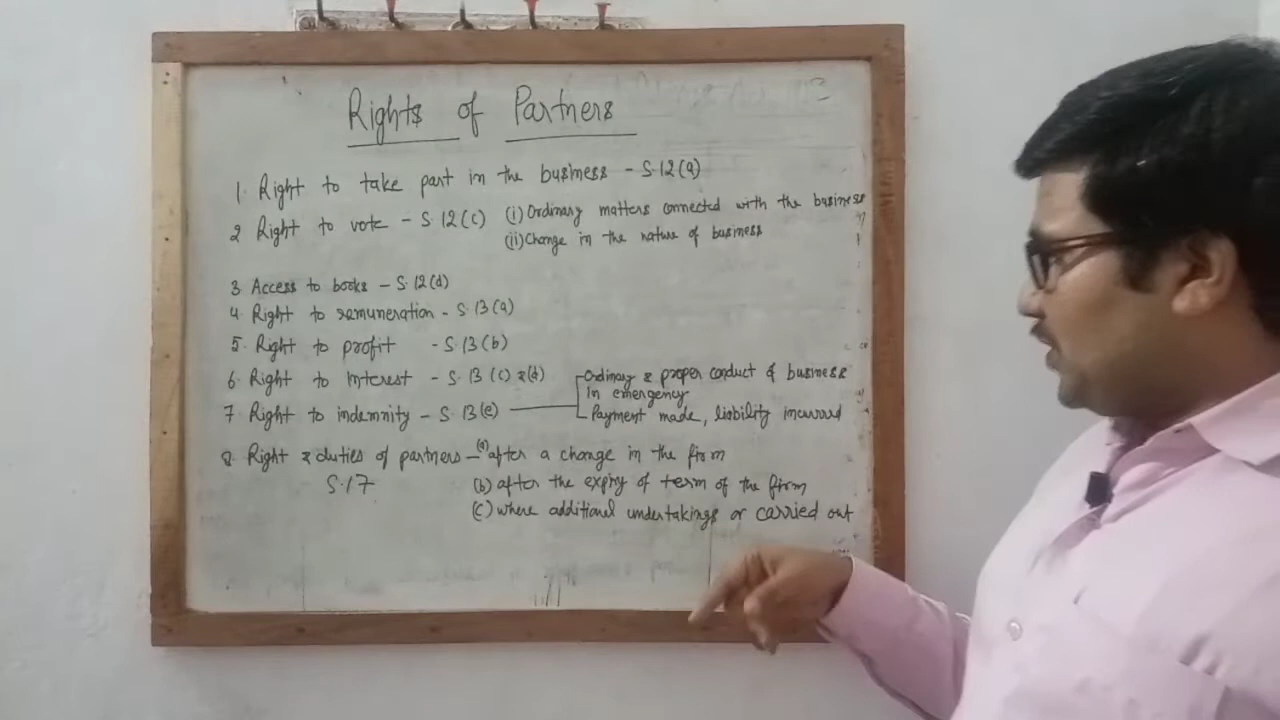 Rights of Partners
1. Right to take part in the business - S.12(a)
2 Right to vote - S 12(c) (i) Ordinary matters connected with the business
(ii) Change in the nature of business
3 Access to books - S.12(d)
4. Right to remuneration - S.13(a)
5. Right to profit - S.13(b)
6. Right to interest - S.13 (c) & (d)
Ordinary & proper conduct of business
In emergency
7 Right to indemnity - S.13(e)
Payment made, liability incurred
8 Right & duties of partners - (a) after a change in the firm
S.17 (b) after the expiry of term of the firm
(c) where additional undertakings or carried out